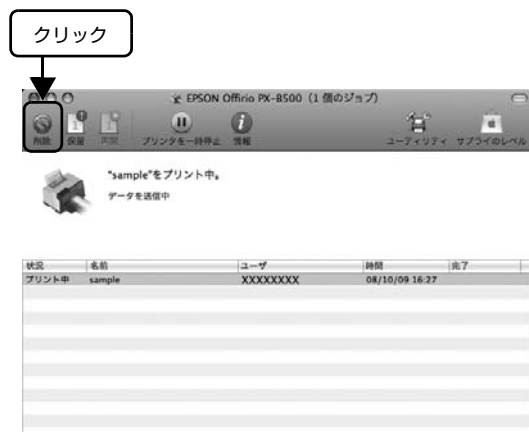 クリック
EPSON Offirio PX-B500（1 個のジョブ）
削除 保留 再開 プリンタを一時停止 情報 ユーティリティ サプライのレベル
"sample"をプリント中。
データを送信中
状況 名前 ユーザ 時間 完了
プリント中 sample XXXXXXXX 08/10/09 16:27